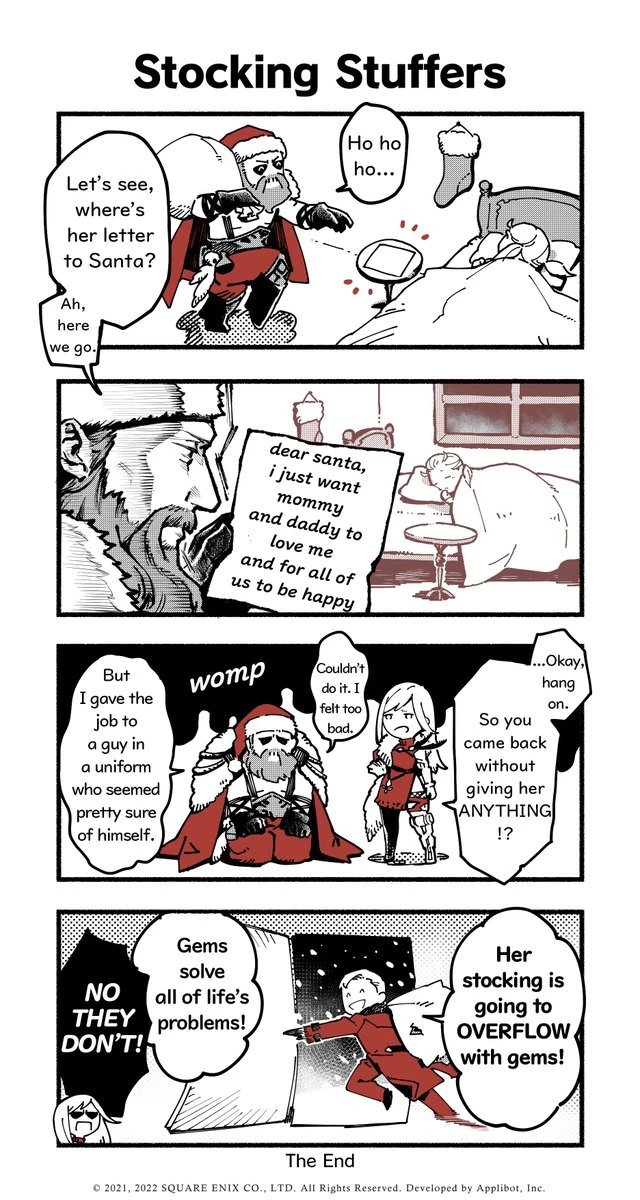 Stocking Stuffers
Let's see,
where's
her letter
to Santa?
Ah,
here
we go.
Ho ho
ho...
dear santa,
i just want
mommy
and daddy to
love me
and for all of
us to be happy
But
I gave the
job to
a guy in
a uniform
who seemed
pretty sure
of himself.
womp
Couldn't
do it. I
felt too
bad.
So you
came back
without
giving her
ANYTHING
!?
...Okay,
hang
on.
NO
THEY
DON'T!
Gems
solve
all of life's
problems!
Her
stocking is
going to
OVERFLOW
with gems!
The End
© 2021, 2022 SQUARE ENIX CO., LTD. All Rights Reserved. Developed by Applibot, Inc.